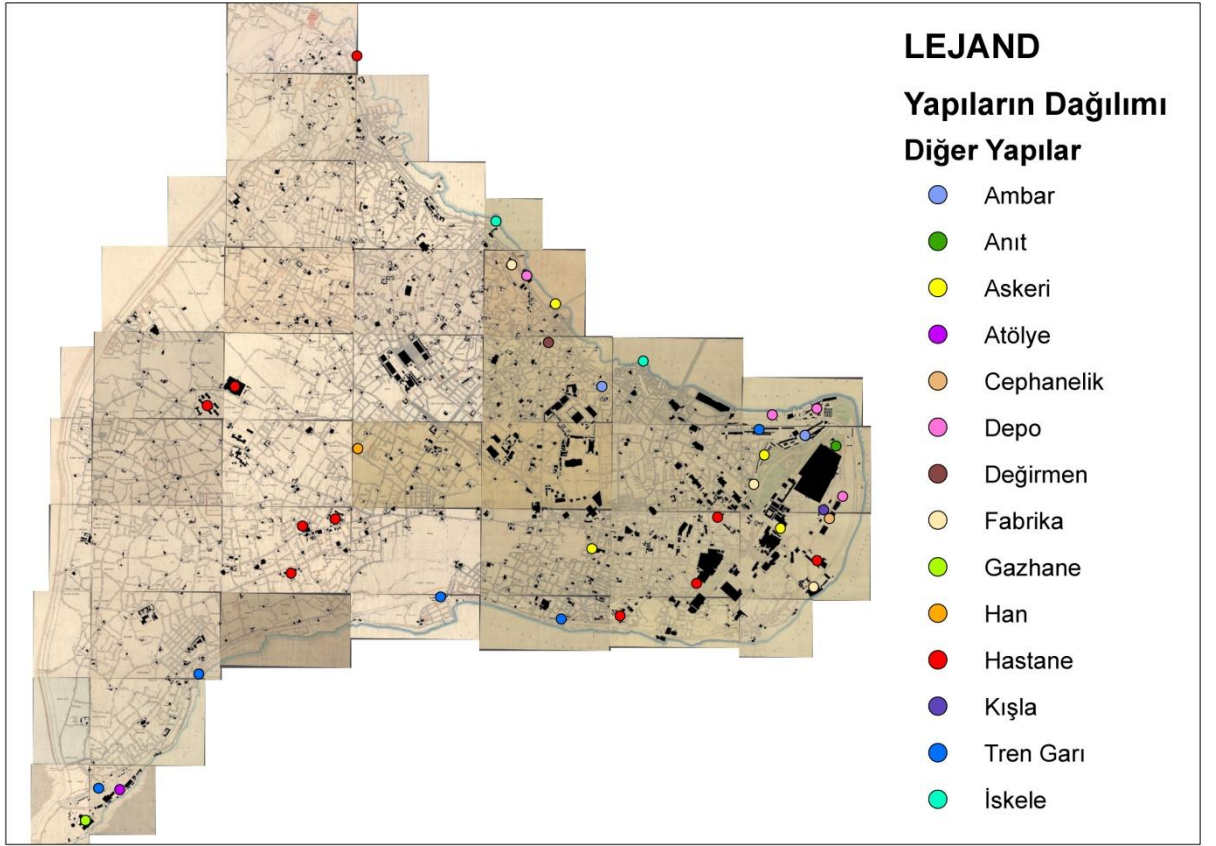 LEJAND
Yapıların Dağılımı
Diğer Yapılar
Ambar
Anıt
Askeri
Atölye
Cephanelik
Depo
Değirmen
Fabrika
Gazhane
Han
Hastane
Kışla
Tren Garı
İskele